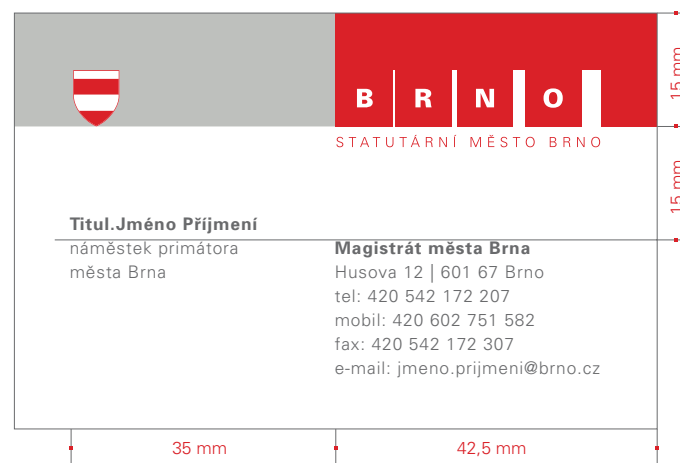 B R N O
STATUTÁRNÍ MĚSTO BRNO
15 mm
15 mm
Titul.Jméno Příjmení
náměstek primátora
města Brna
Magistrát města Brna
Husova 12 | 601 67 Brno
tel: 420 542 172 207
mobil: 420 602 751 582
fax: 420 542 172 307
e-mail: jmeno.prijmeni@brno.cz
35 mm
42,5 mm